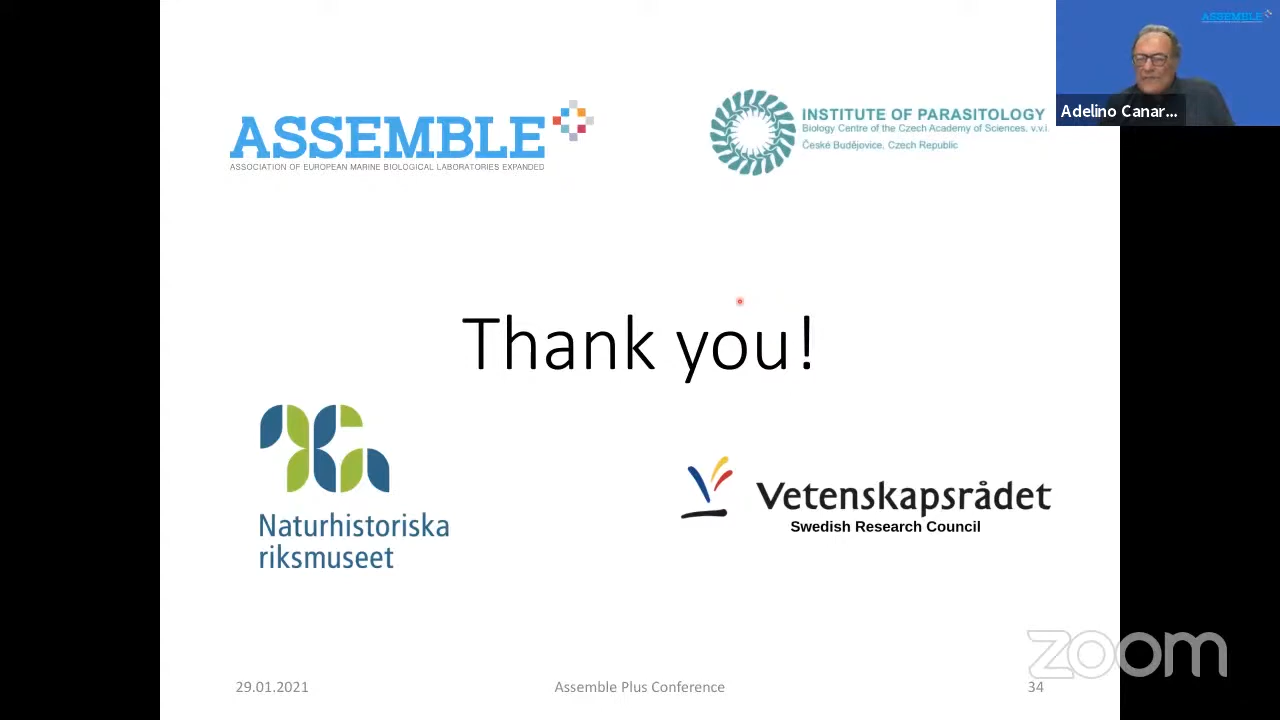 ASSEMBLE
ASSOCIATION OF EUROPEAN MARINE BIOLOGICAL LABORATORIES EXPANDED
INSTITUTE OF PARASITOLOGY
Biology Centre of the Czech Academy of Sciences, v.v.i.
České Budějovice, Czech Republic
ASSEMBLE
Adelino Canar...
Thank you!
Naturhistoriska
riksmuseet
Vetenskapsrådet
Swedish Research Council
zoom
29.01.2021
Assemble Plus Conference
34